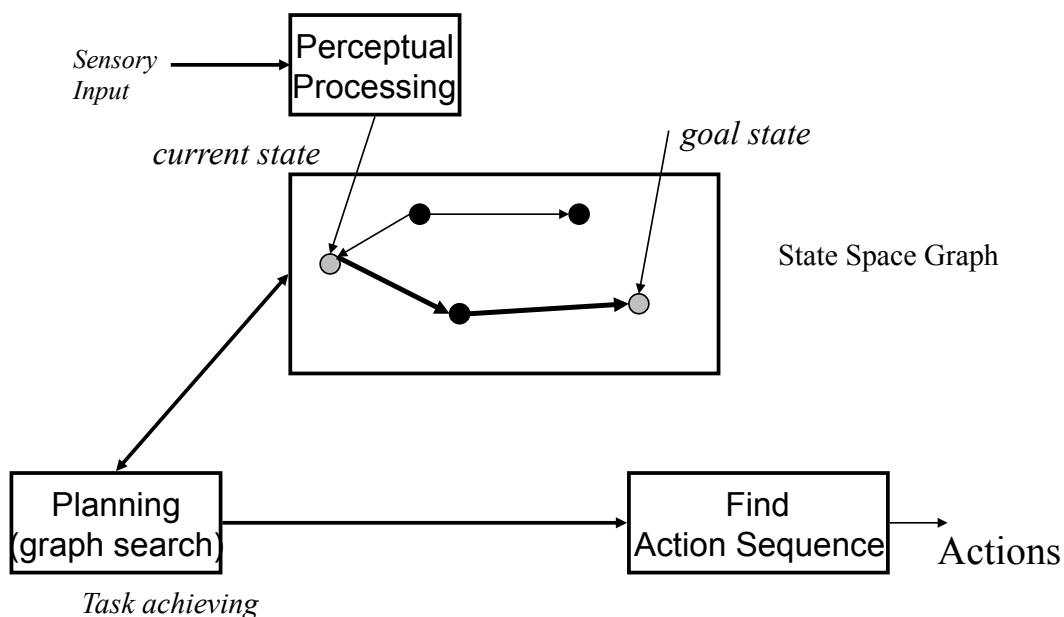 Perceptual
Processing
Sensory
Input
current state
goal state
State Space Graph
Planning
(graph search)
Find
Action Sequence
Actions
Task achieving